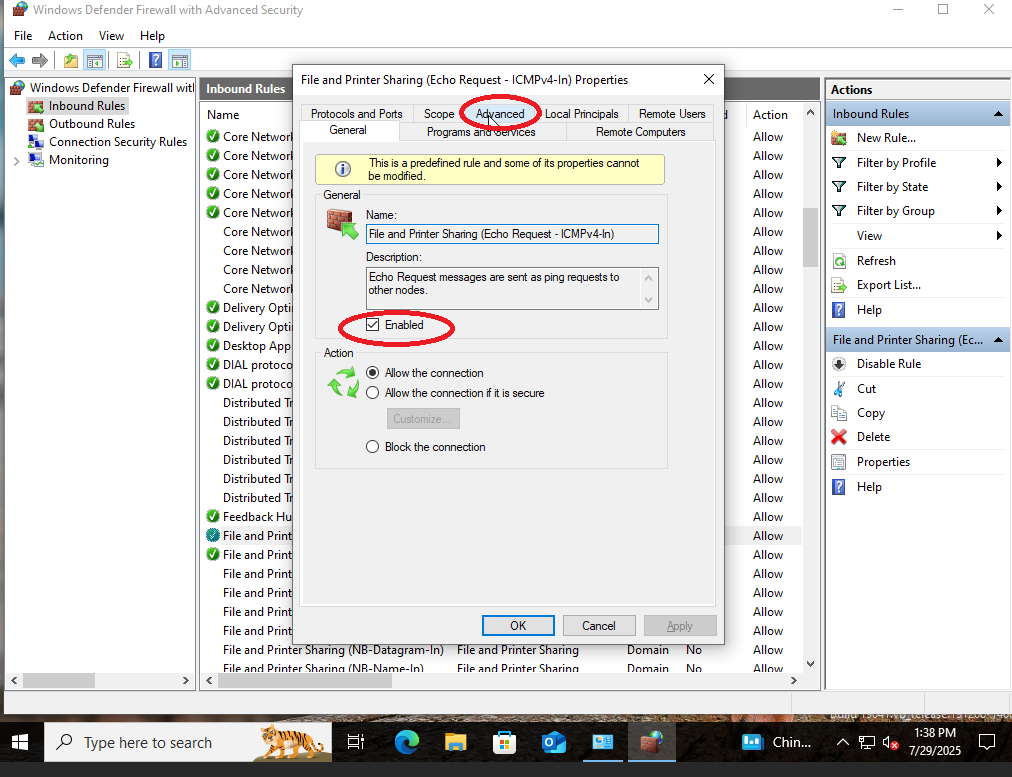 Windows Defender Firewall with Advanced Security
File Action View Help
Windows Defender Firewall wit
Inbound Rules
Outbound Rules
Connection Security Rules
Monitoring
Inbound Rules
Name
Action
Core Network Allow
Core Network Allow
Core Network Allow
Core Network Allow
Core Network Allow
Core Network Allow
Core Network Allow
Core Network Allow
Core Network Allow
Delivery Opti Allow
Delivery Opti Allow
Desktop App Allow
DIAL protoco Allow
DIAL protoco Allow
Distributed Tr Allow
Distributed Tr Allow
Distributed Tr Allow
Distributed Tr Allow
Distributed Tr Allow
Distributed Tr Allow
Feedback Hu Allow
File and Print Allow
File and Print Allow
File and Print Allow
File and Print Allow
File and Print Allow
File and Print Allow
File and Printer Sharing (NB-Datagram-In) File and Printer Sharing Domain No Allow
File and Printer Sharing (NB-Name-In) File and Printer Sharing Domain No Allow
File and Printer Sharing (Echo Request - ICMPv4-In) Properties
Protocols and Ports Scope Advanced Local Principals Remote Users
General Programs and Services Remote Computers
This is a predefined rule and some of its properties cannot
be modified.
General
Name:
File and Printer Sharing (Echo Request - ICMPv4-In)
Description:
Echo Request messages are sent as ping requests to
other nodes.
Enabled
Action
Allow the connection
Allow the connection if it is secure
Customize...
Block the connection
OK Cancel Apply
Actions
Inbound Rules
New Rule...
Filter by Profile
Filter by State
Filter by Group
View
Refresh
Export List...
Help
File and Printer Sharing (Ec...
Disable Rule
Cut
Copy
Delete
Properties
Help
Type here to search
Chin...
1:38 PM
7/29/2025